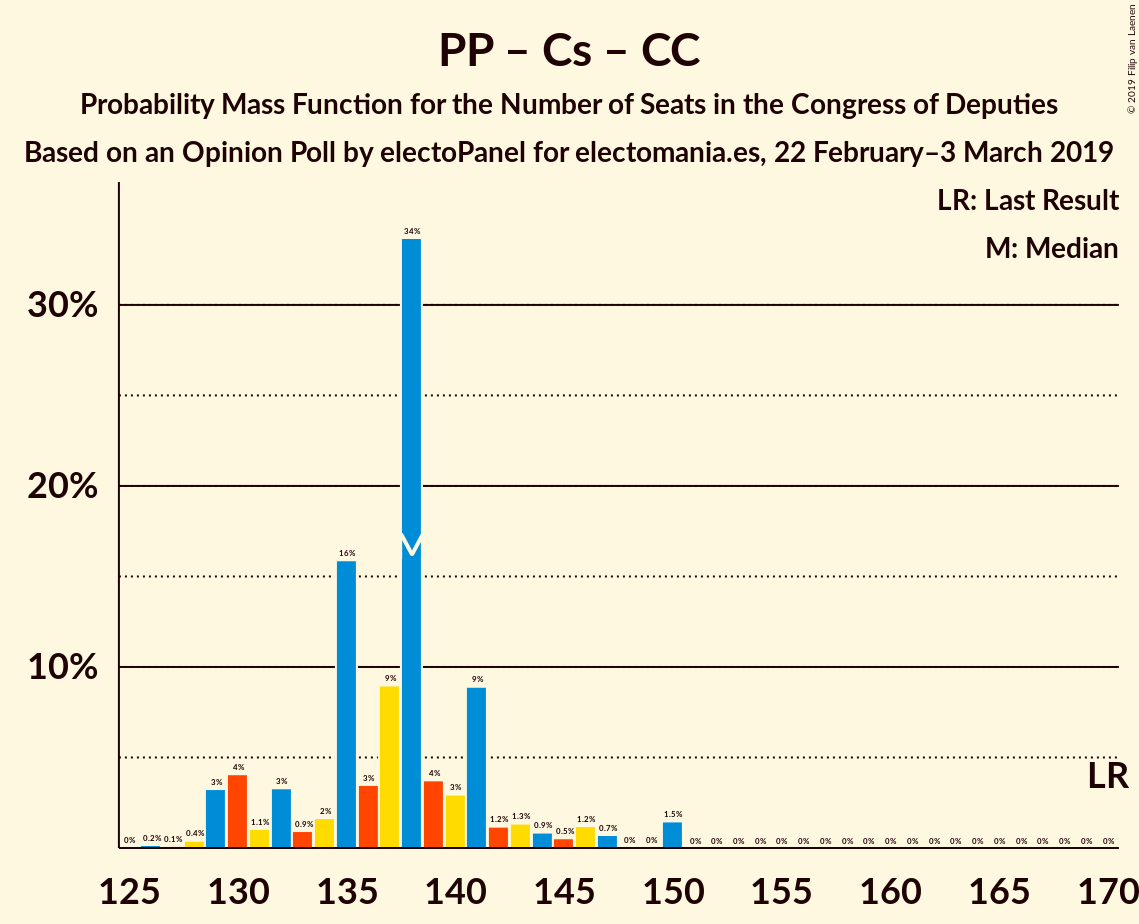 PP – Cs – CC
Probability Mass Function for the Number of Seats in the Congress of Deputies
Based on an Opinion Poll by electoPanel for electomania.es, 22 February–3 March 2019
© 2019 Filip van Laenen
LR: Last Result
M: Median
30%
20%
10%
0% 0.2% 0.1% 0.4% 3% 4% 1.1% 3% 0.9% 2% 16% 3% 9% 34% 4% 3% 9% 1.2% 1.3% 0.9% 0.5% 1.2% 0.7% 0% 0% 1.5% 0% 0% 0% 0% 0% 0% 0% 0% 0% 0% 0% 0% 0% 0% 0% 0% 0% 0% 0% 0%
LR
125 130 135 140 145 150 155 160 165 170